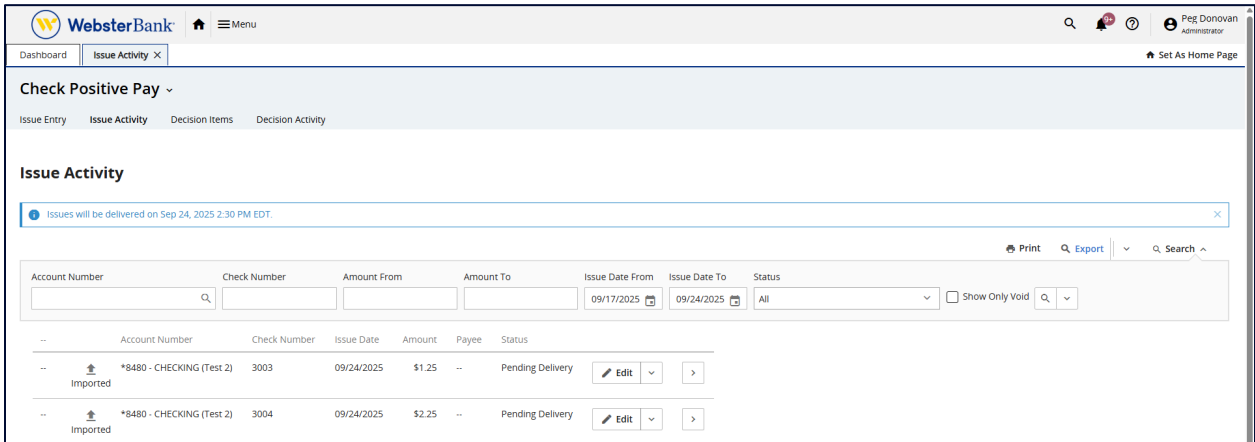 WebsterBank Menu 9+ Peg Donovan
Administrator
Dashboard Issue Activity Set As Home Page
Check Positive Pay
Issue Entry Issue Activity Decision Items Decision Activity
Issue Activity
Issues will be delivered on Sep 24, 2025 2:30 PM EDT.
Print Export Search
Account Number Check Number Amount From Amount To Issue Date From Issue Date To Status
09/17/2025 09/24/2025 All Show Only Void
-- Account Number Check Number Issue Date Amount Payee Status
-- Imported *8480 - CHECKING (Test 2) 3003 09/24/2025 $1.25 -- Pending Delivery Edit
-- Imported *8480 - CHECKING (Test 2) 3004 09/24/2025 $2.25 -- Pending Delivery Edit